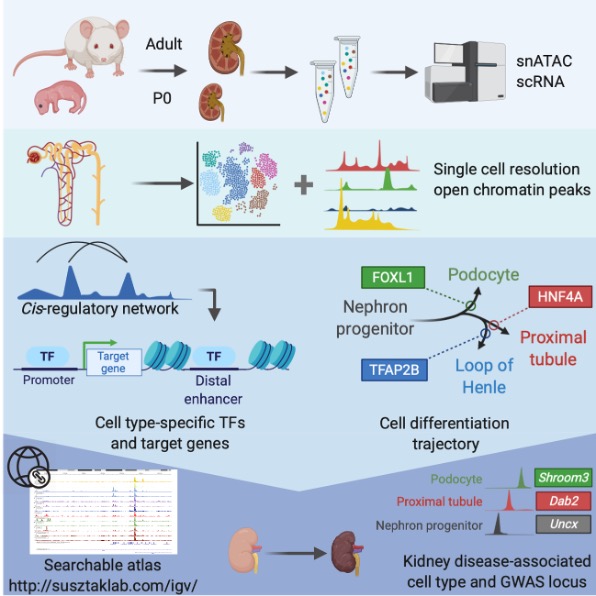 Adult
P0
snATAC
scRNA
Single cell resolution
open chromatin peaks
Cis-regulatory network
TF
Target
gene
TF
Promoter
Distal
enhancer
Cell type-specific TFs
and target genes
FOXL1
Podocyte
Nephron
progenitor
HNF4A
Proximal
tubule
TFAP2B
Loop of
Henle
Cell differentiation
trajectory
Searchable atlas
http://susztaklab.com/igv/
Podocyte
Shroom3
Proximal tubule
Dab2
Nephron progenitor
Uncx
Kidney disease-associated
cell type and GWAS locus